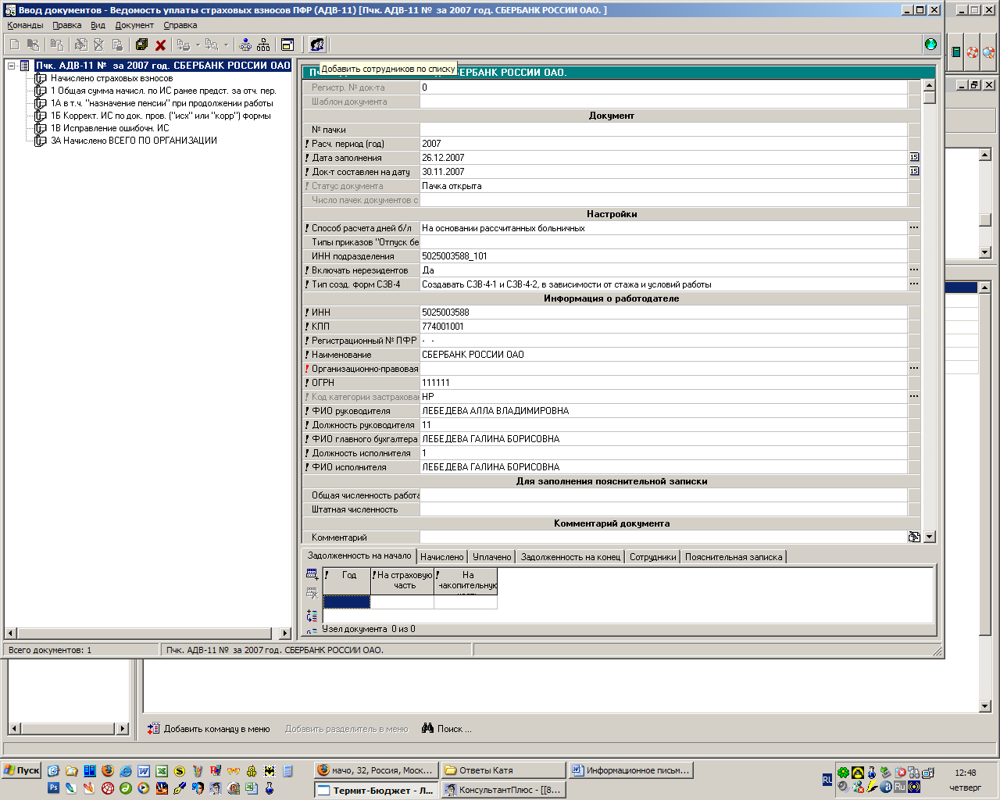 Ввод документов - Ведомость уплаты страховых взносов ПФР (АДВ-11) [Пчк. АДВ-11 № за 2007 год. СБЕРБАНК РОССИИ ОАО. ]
Команды Правка Вид Документ Справка
Добавить сотрудников по списку
Пчк. АДВ-11 № за 2007 год. СБЕРБАНК РОССИИ ОАО
Начислено страховых взносов
1 Общая сумма начисл. по ИС ранее предст. за отч. пер.
1А в т.ч. "назначение пенсии" при продолжении работы
1Б Коррект. ИС по док. пров. ("исх" или "корр") формы
1В Исправление ошибочн. ИС
3А Начислено ВСЕГО ПО ОРГАНИЗАЦИИ
СБЕРБАНК РОССИИ ОАО.
Регистр. № док-та 0
Шаблон документа
Документ
№ пачки
! Расч. период (год) 2007
! Дата заполнения 26.12.2007 15
! Док-т составлен на дату 30.11.2007 15
! Статус документа Пачка открыта
Число пачек документов с
Настройки
! Способ расчета дней б/л На основании рассчитанных больничных ...
Типы приказов "Отпуск бе
ИНН подразделения 5025003588_101
! Включать нерезидентов Да ...
! Тип созд. форм СЗВ-4 Создавать СЗВ-4-1 и СЗВ-4-2, в зависимости от стажа и условий работы ...
Информация о работодателе
! ИНН 5025003588
! КПП 774001001
! Регистрационный № ПФР - -
! Наименование СБЕРБАНК РОССИИ ОАО
! Организационно-правовая ...
! ОГРН 111111
! Код категории застрахован НР ...
! ФИО руководителя ЛЕБЕДЕВА АЛЛА ВЛАДИМИРОВНА
! Должность руководителя 11
! ФИО главного бухгалтера ЛЕБЕДЕВА ГАЛИНА БОРИСОВНА
! Должность исполнителя 1
! ФИО исполнителя ЛЕБЕДЕВА ГАЛИНА БОРИСОВНА
Для заполнения пояснительной записки
Общая численность работа
Штатная численность
Комментарий документа
Комментарий
Задолженность на начало Начислено Уплачено Задолженность на конец Сотрудники Пояснительная записка
! Год ! На страховую часть ! На накопительную
Узел документа 0 из 0
Всего документов: 1 Пчк. АДВ-11 № за 2007 год. СБЕРБАНК РОССИИ ОАО.
Добавить команду в меню Добавить разделитель в меню Поиск ...
Пуск мачо, 32, Россия, Моск... Ответы Катя Информационное письм... RL 12:48
Термит-Бюджет - Л... КонсультантПлюс - [[8... Ru четверг